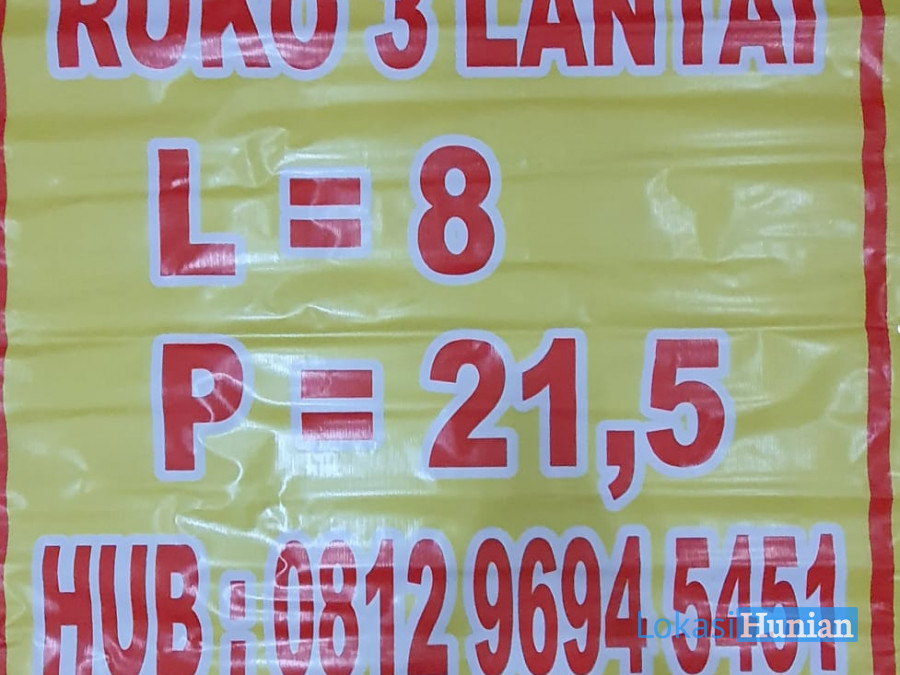 RUKO 3 LANTAI
L = 8
P = 21,5
HUB : 0812 9694 5451
LokasiHunian